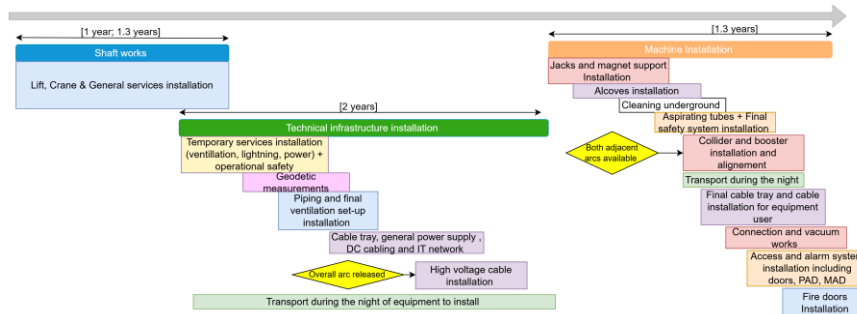 [1 year; 1.3 years]
Shaft works
Lift, Crane & General services installation
[2 years]
Technical infrastructure installation
Temporary services installation
(ventillation, lightning, power) +
operational safety
Geodetic
measurements
Piping and final
ventilation set-up
installation
Cable tray, general power supply ,
DC cabling and IT network
Overall arc released
High voltage cable
installation
Transport during the night of equipment to install
[1.3 years]
Machine Installation
Jacks and magnet support
Installation
Alcoves installation
Cleaning underground
Aspirating tubes + Final
safety system installation
Both adjacent
arcs available
Collider and booster
installation and
alignement
Transport during the night
Final cable tray and cable
installation for equipment
user
Connection and vacuum
works
Access and alarm system
installation including
doors, PAD, MAD
Fire doors
Installation